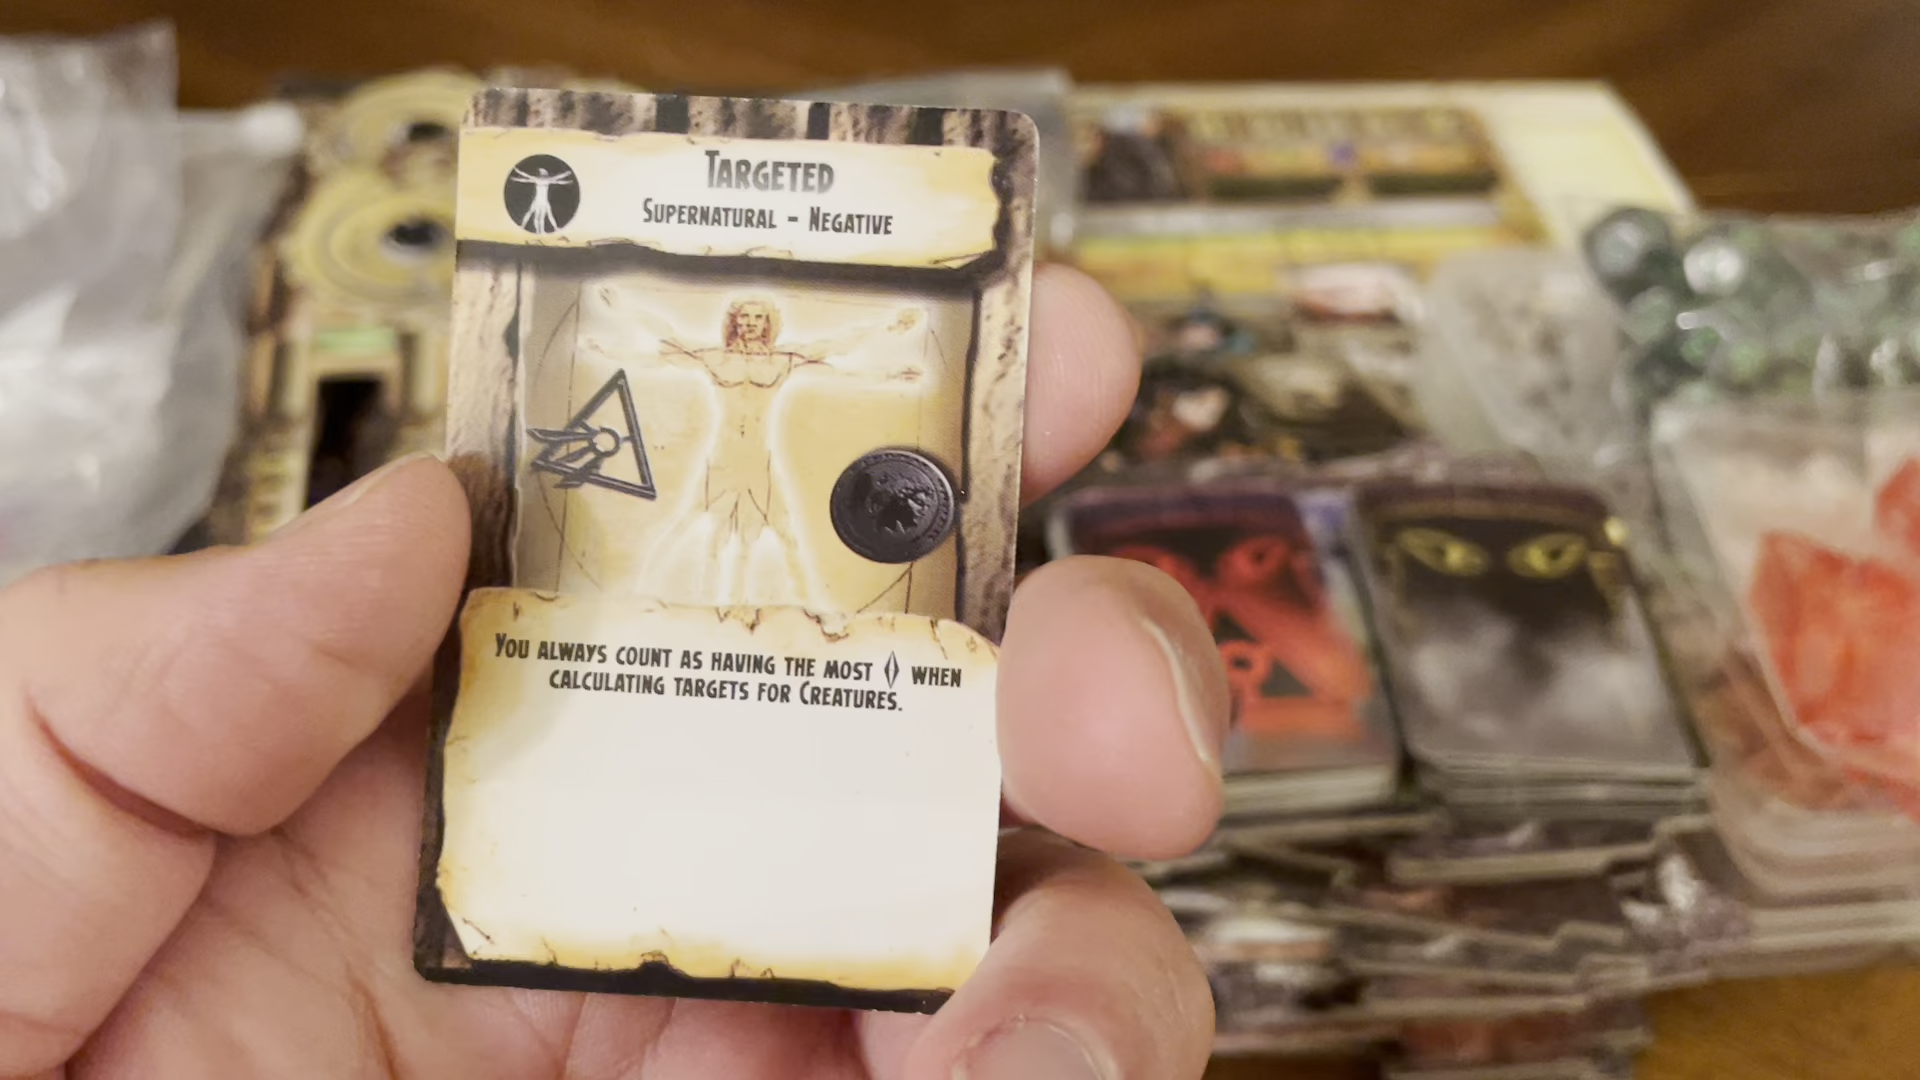 Targeted
Supernatural – Negative
You always count as having the most when
calculating targets for Creatures.